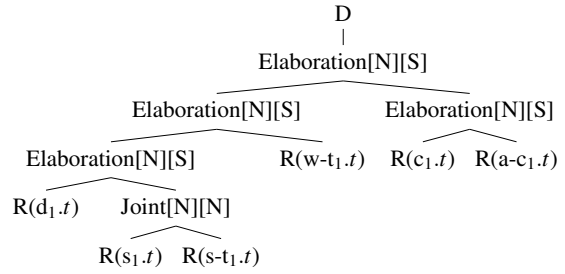 D
Elaboration[N][S]
Elaboration[N][S] Elaboration[N][S]
Elaboration[N][S] R(w-t₁.t) R(c₁.t) R(a-c₁.t)
R(d₁.t) Joint[N][N]
R(s₁.t) R(s-t₁.t)